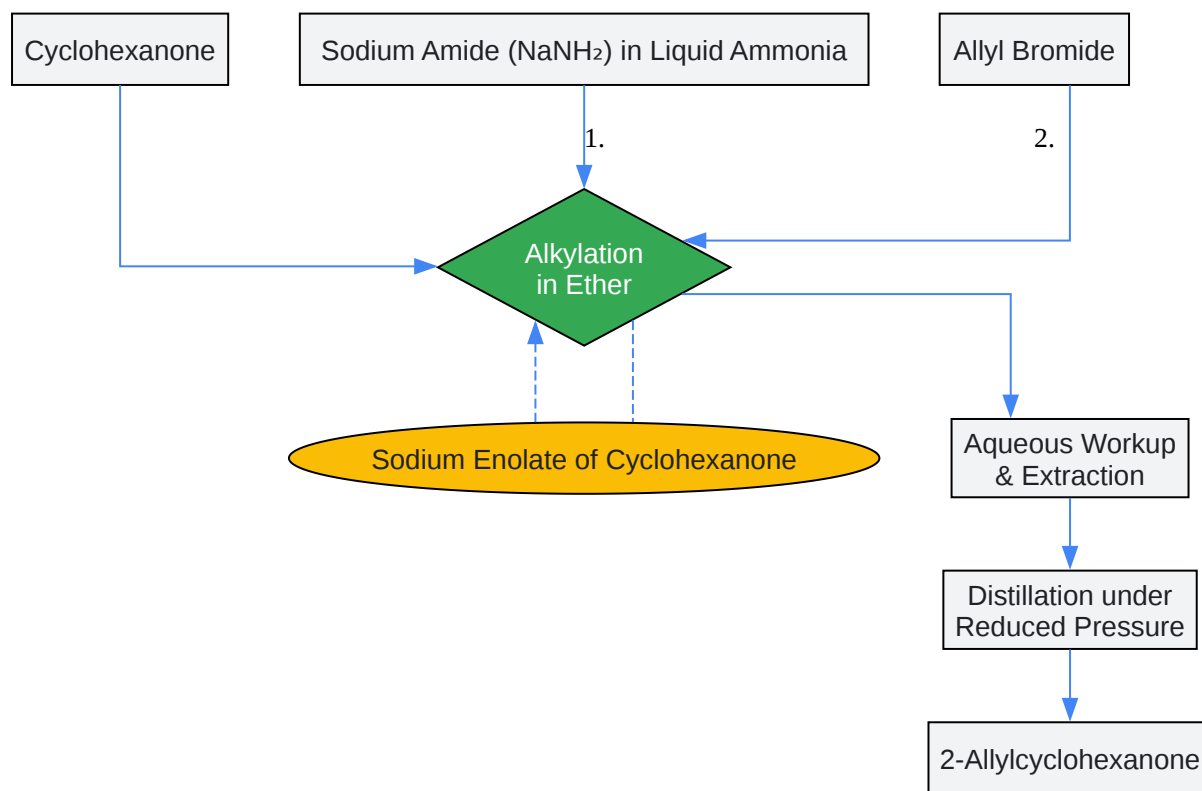 Cyclohexanone
Sodium Amide (NaNH₂) in Liquid Ammonia
Allyl Bromide
1.
2.
Alkylation
in Ether
Sodium Enolate of Cyclohexanone
Aqueous Workup
& Extraction
Distillation under
Reduced Pressure
2-Allylcyclohexanone